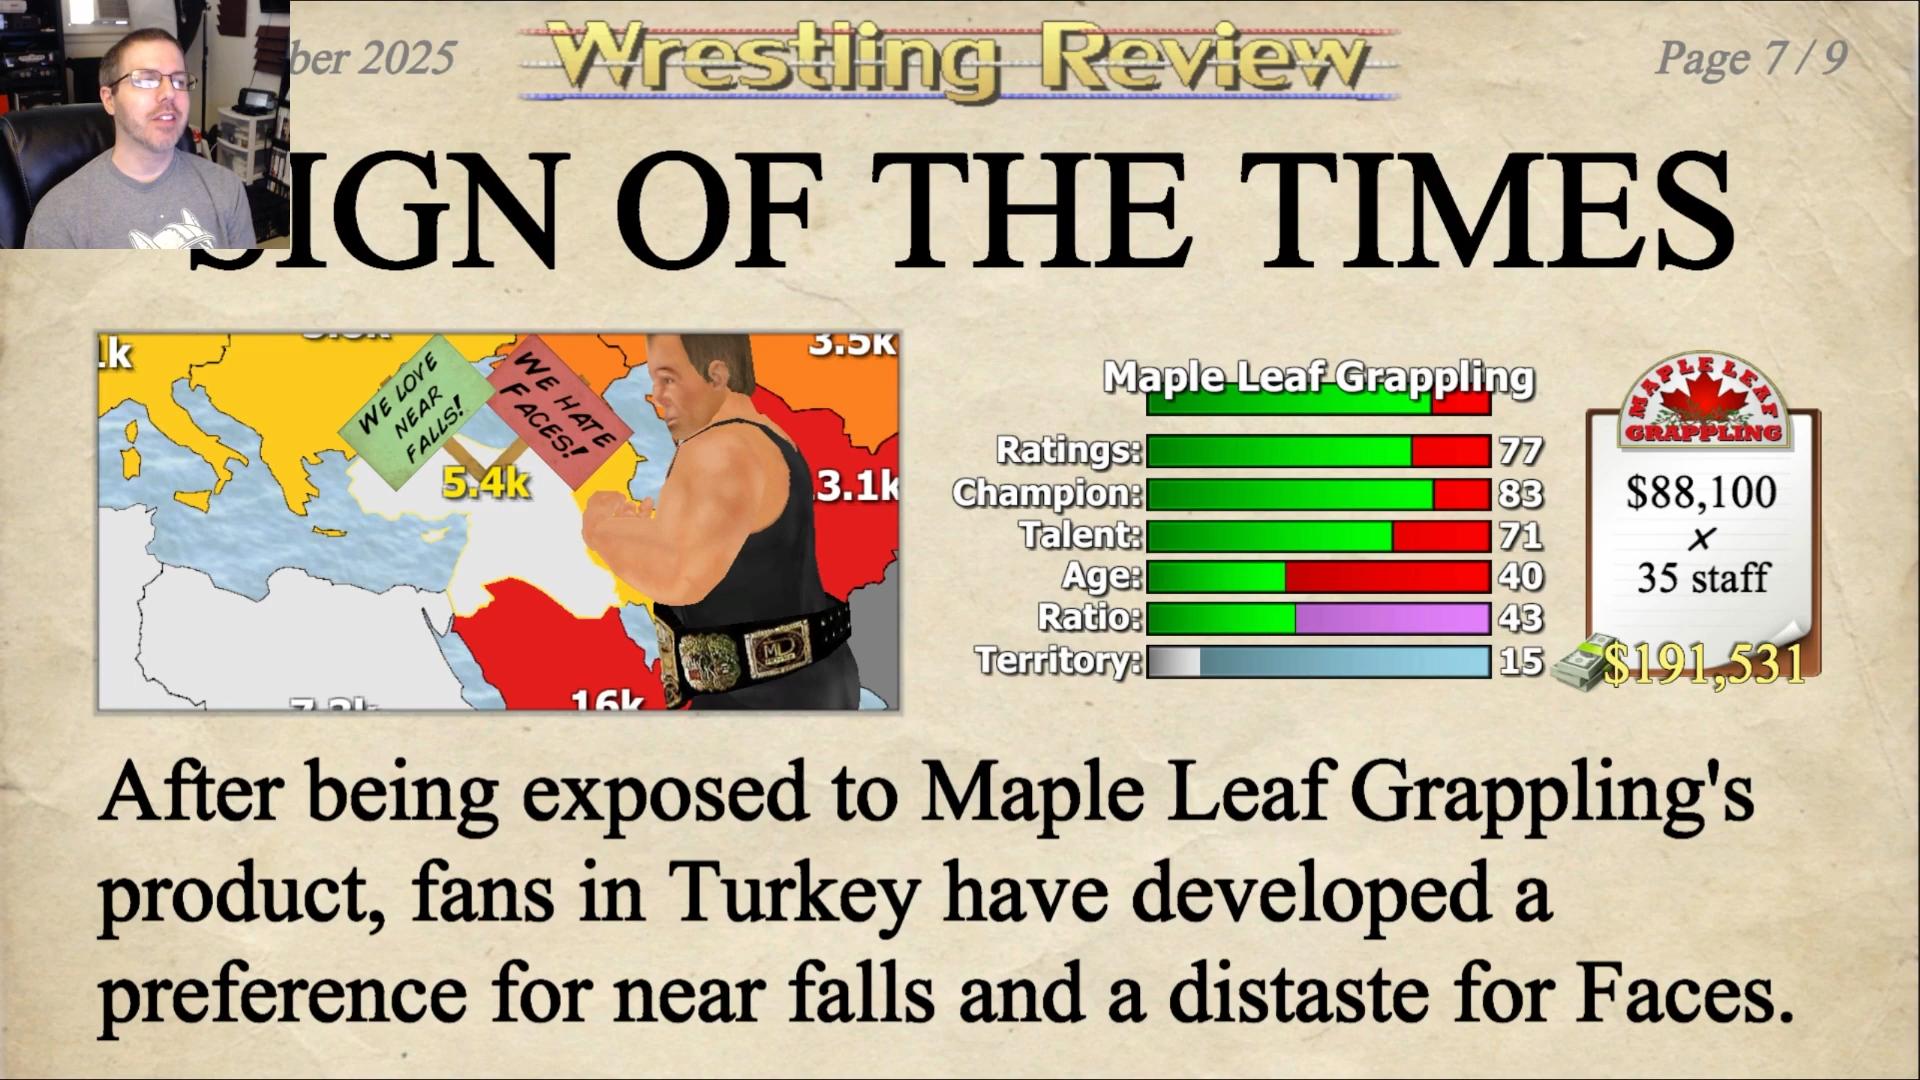 ber 2025
Wrestling Review
Page 7 / 9
SIGN OF THE TIMES
3.5k
WE LOVE
NEAR
FALLS!
WE HATE
FACES!
5.4k
3.1k
16k
Maple Leaf Grappling
Ratings: 77
Champion: 83
Talent: 71
Age: 40
Ratio: 43
Territory: 15
MAPLE LEAF
GRAPPLING
$88,100
×
35 staff
$191,531
After being exposed to Maple Leaf Grappling's
product, fans in Turkey have developed a
preference for near falls and a distaste for Faces.